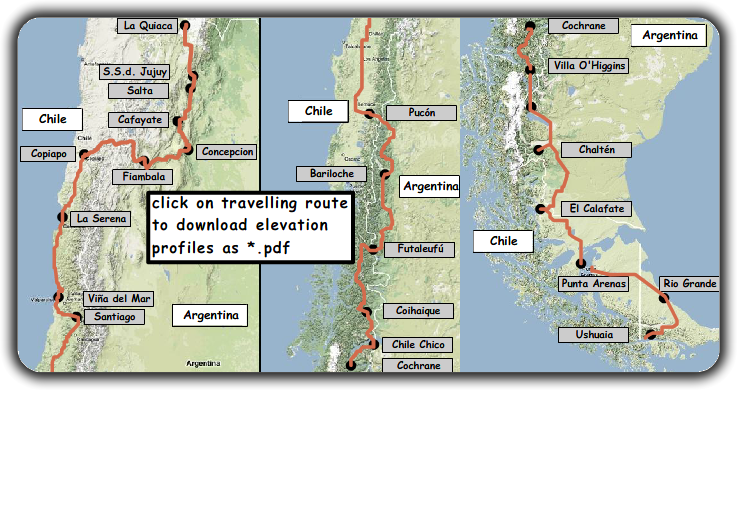 La Quiaca
S.S.d. Jujuy
Salta
Cafayate
Chile
Copiapo
Concepcion
Fiambala
click on travelling route
to download elevation
profiles as *.pdf
La Serena
Viña del Mar
Santiago
Argentina
Argentina
Chile
Pucón
Bariloche
Argentina
Futaleufú
Coihaique
Chile Chico
Cochrane
Cochrane
Argentina
Villa O'Higgins
Chaltén
El Calafate
Chile
Punta Arenas
Rio Grande
Ushuaia